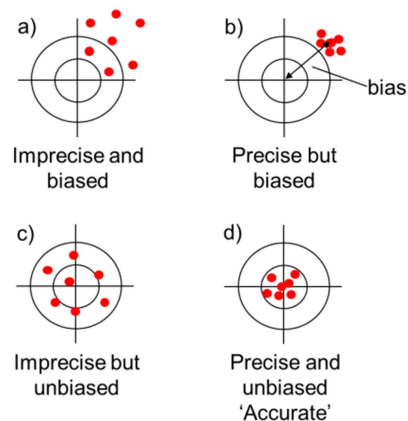 a)
b)
bias
Imprecise and
biased
Precise but
biased
c)
d)
Imprecise but
unbiased
Precise and
unbiased
‘Accurate’